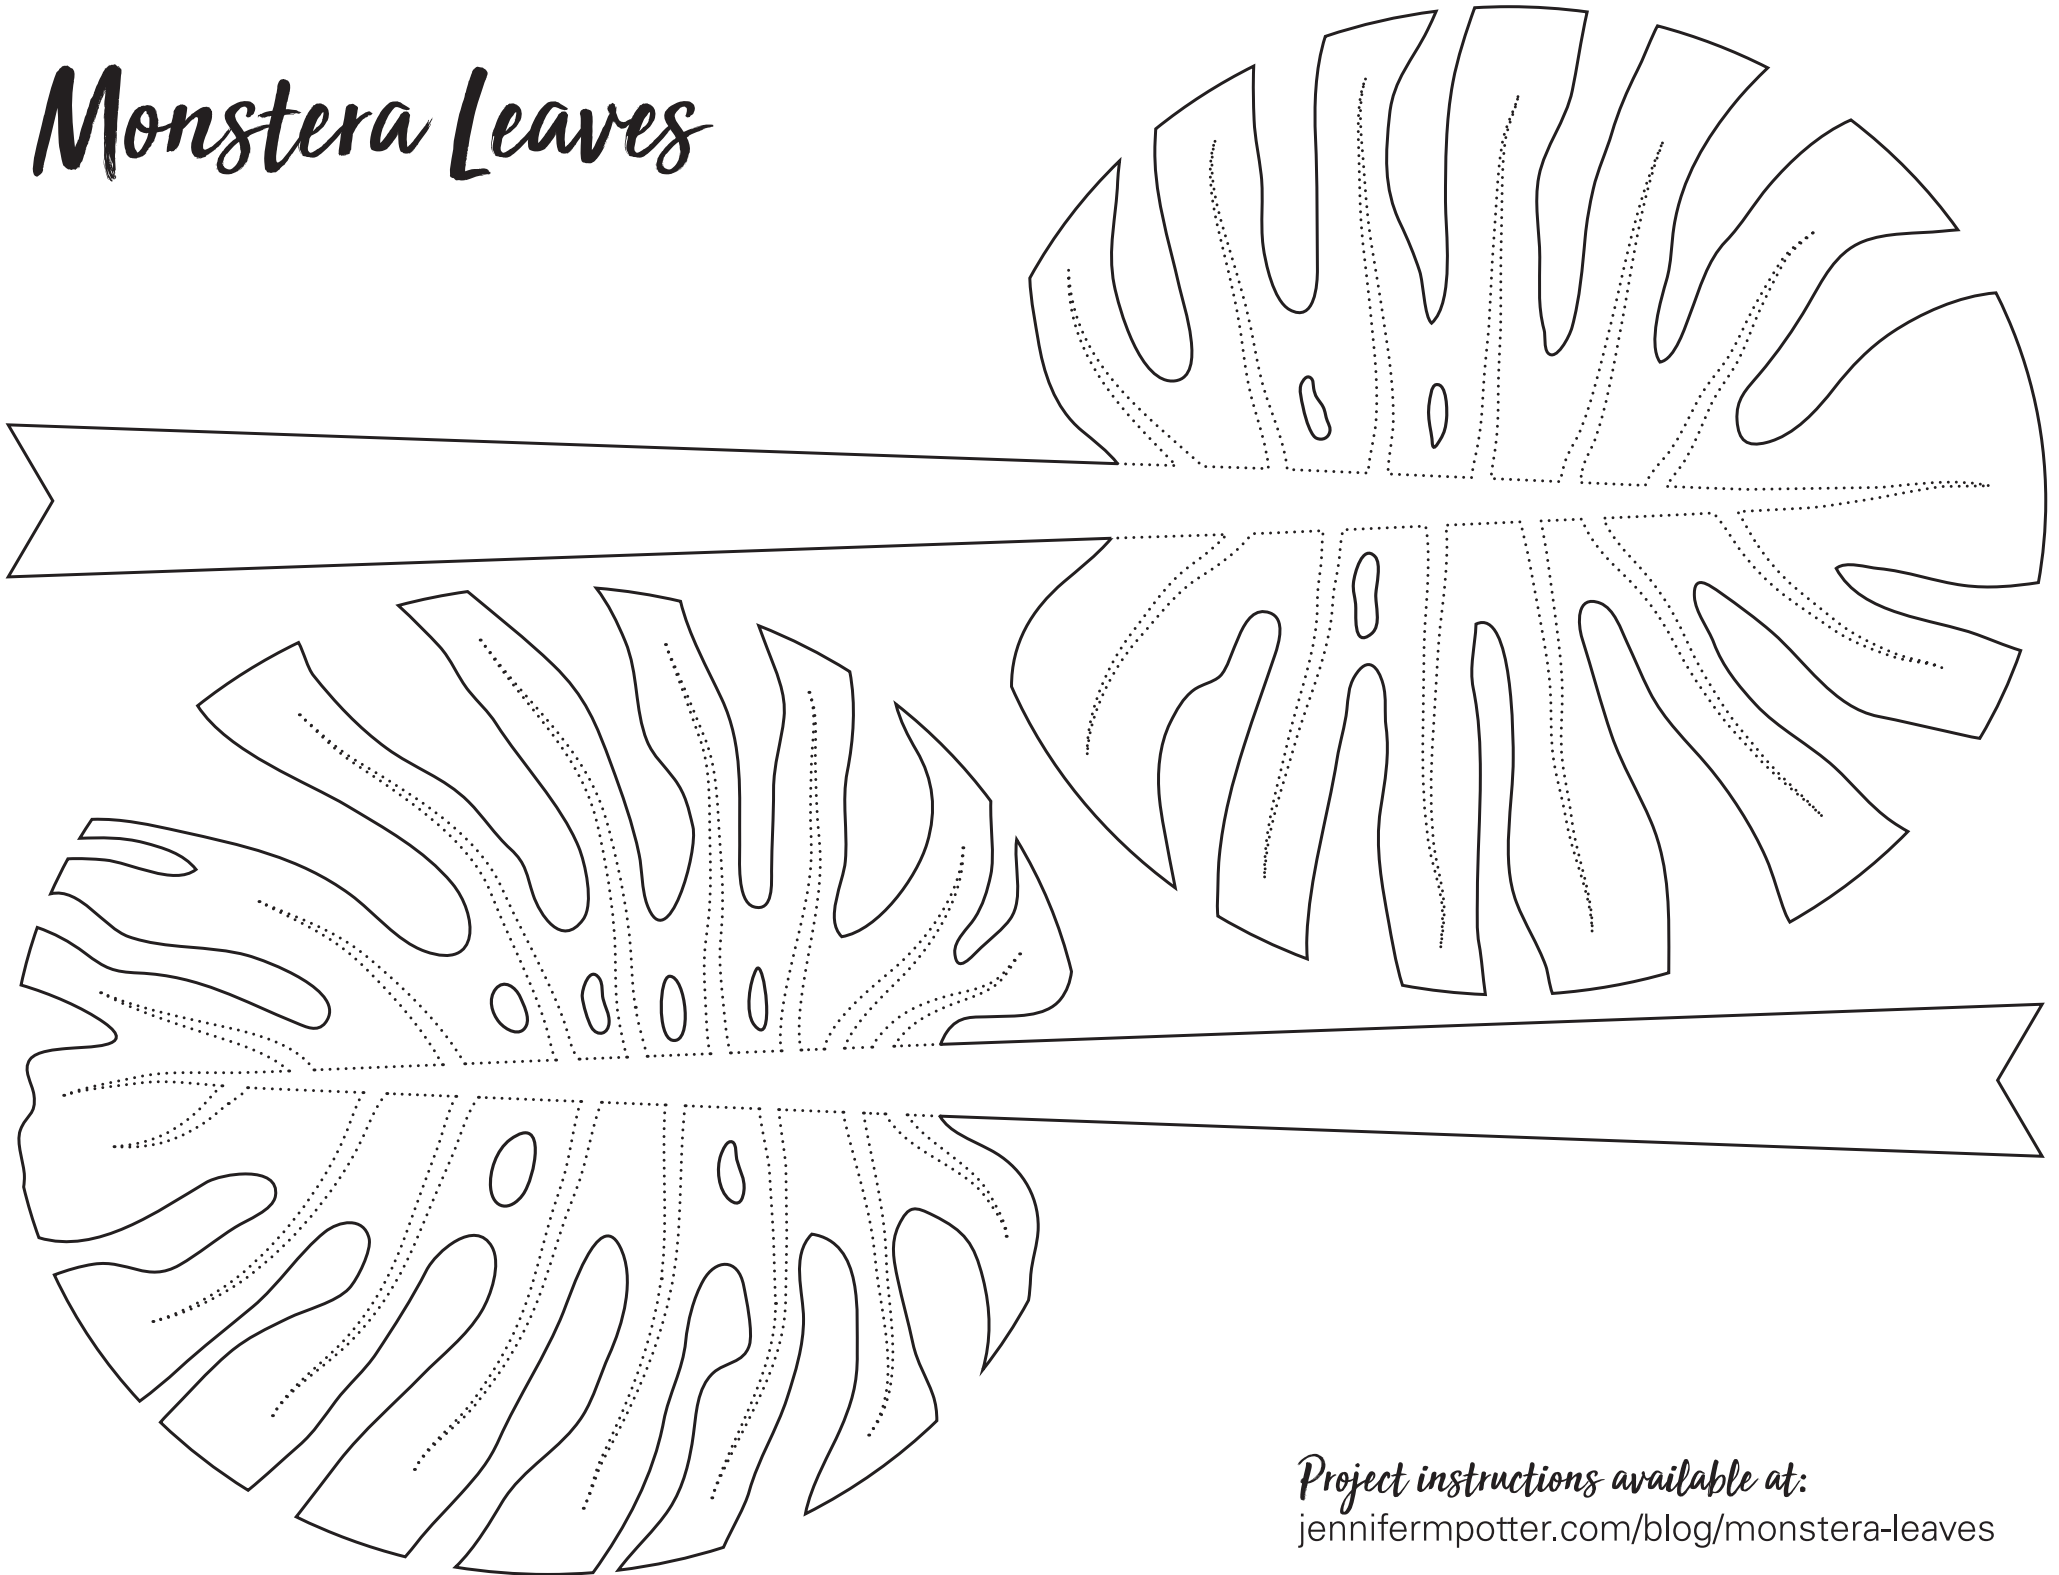 Monstera Leaves
Project instructions available at:
jennifermpotter.com/blog/monstera-leaves